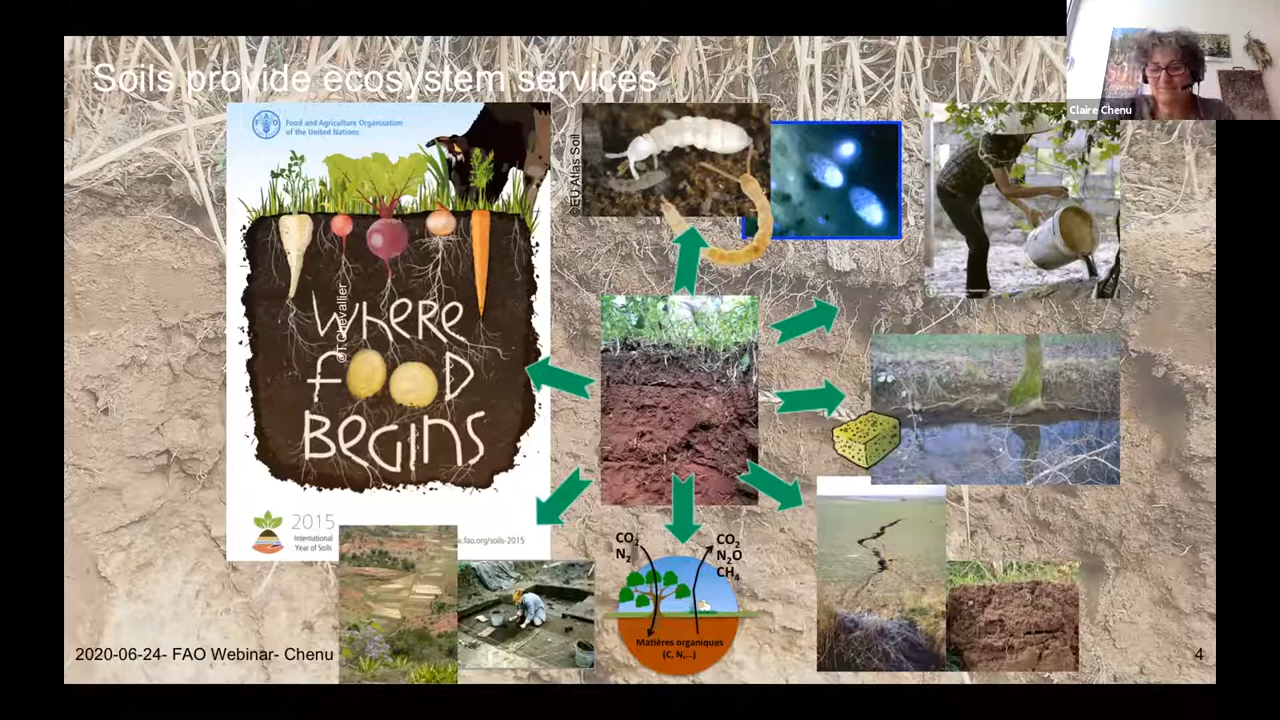 Soils provide ecosystem services
Claire Chenu
Food and Agriculture Organization
of the United Nations
©EU Atlas Soil
©T.Chevallier
WHERE
FOOD
BEGINS
2015
International
Year of Soils
w.fao.org/soils-2015
CO2
N2
CO2
N2O
CH4
Matières organiques
(C, N,...)
2020-06-24- FAO Webinar- Chenu
4